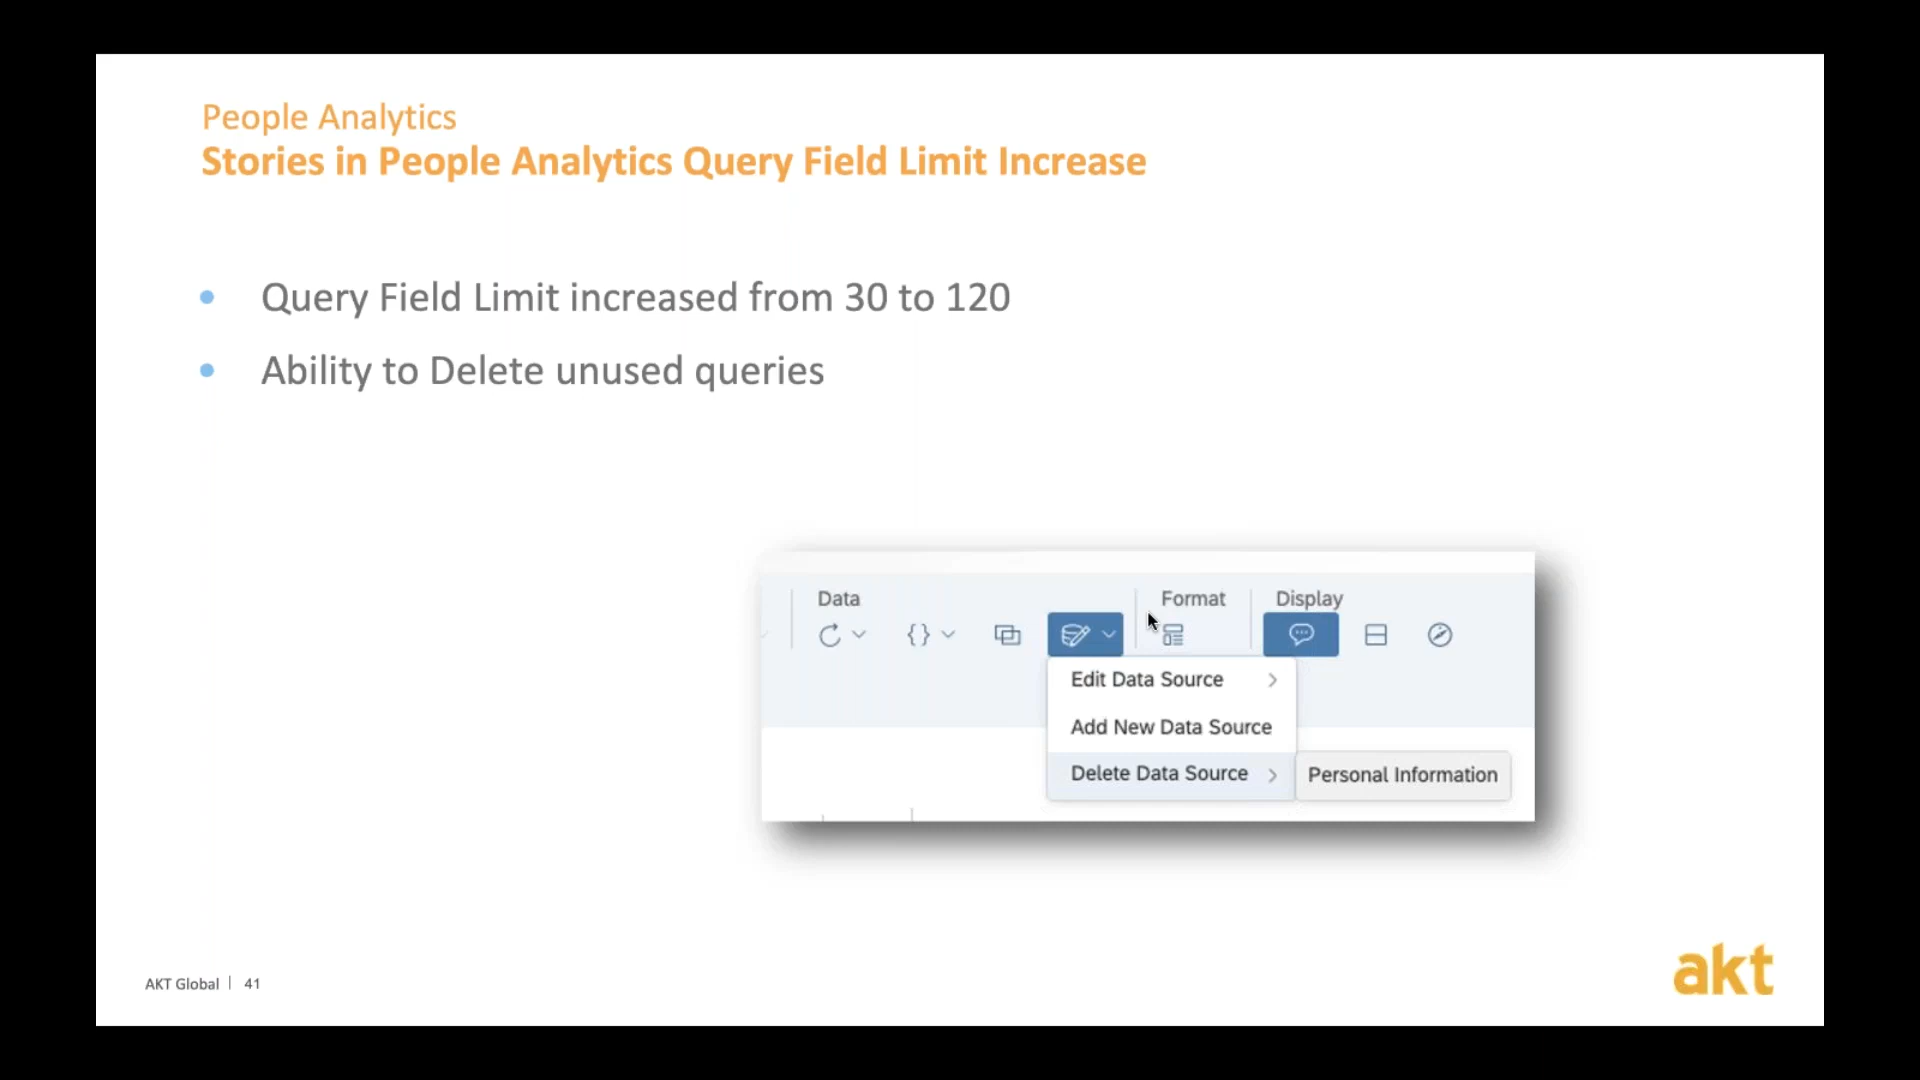 People Analytics
Stories in People Analytics Query Field Limit Increase
• Query Field Limit increased from 30 to 120
• Ability to Delete unused queries
Data
Format
Display
Edit Data Source
Add New Data Source
Delete Data Source
Personal Information
AKT Global | 41
akt